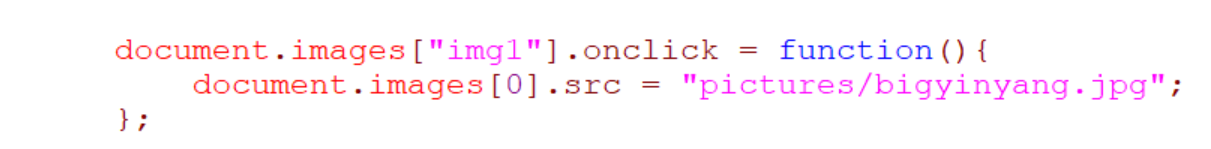 document.images["img1"].onclick = function(){
    document.images[0].src = "pictures/bigyinyang.jpg";
};